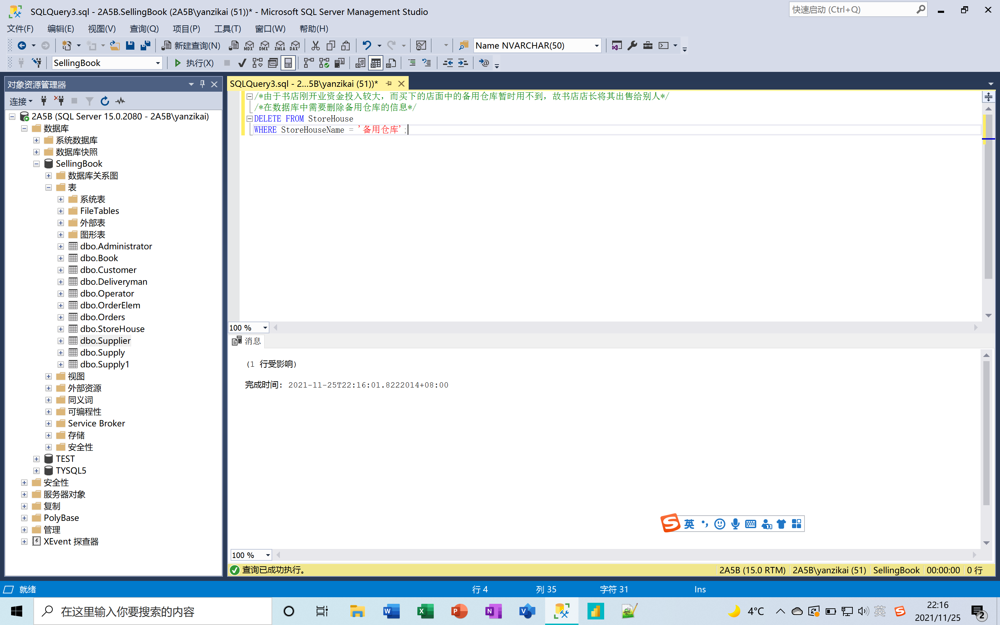 SQLQuery3.sql - 2A5B.SellingBook (2A5B\yanzikai (51))* - Microsoft SQL Server Management Studio
快速启动 (Ctrl+Q)
文件(F) 编辑(E) 视图(V) 查询(Q) 项目(P) 工具(T) 窗口(W) 帮助(H)
新建查询(N) MDX DMX XMLA DAX Name NVARCHAR(50)
SellingBook 执行(X)
对象资源管理器
连接
2A5B (SQL Server 15.0.2080 - 2A5B\yanzikai)
数据库
系统数据库
数据库快照
SellingBook
数据库关系图
表
系统表
FileTables
外部表
图形表
dbo.Administrator
dbo.Book
dbo.Customer
dbo.Deliveryman
dbo.Operator
dbo.OrderElem
dbo.Orders
dbo.StoreHouse
dbo.Supplier
dbo.Supply
dbo.Supply1
视图
外部资源
同义词
可编程性
Service Broker
存储
安全性
TEST
TYSQL5
安全性
服务器对象
复制
PolyBase
管理
XEvent 探查器
SQLQuery3.sql - 2...5B\yanzikai (51))*
/*由于书店刚开业资金投入较大，而买下的店面中的备用仓库暂时用不到，故书店店长将其出售给别人*/
/*在数据库中需要删除备用仓库的信息*/
DELETE FROM StoreHouse
WHERE StoreHouseName = '备用仓库';
100 %
消息
(1 行受影响)
完成时间: 2021-11-25T22:16:01.8222014+08:00
英
100 %
查询已成功执行。 2A5B (15.0 RTM) 2A5B\yanzikai (51) SellingBook 00:00:00 0 行
就绪 行 4 列 35 字符 31 Ins
在这里输入你要搜索的内容
4°C 英 22:16
2021/11/25
2